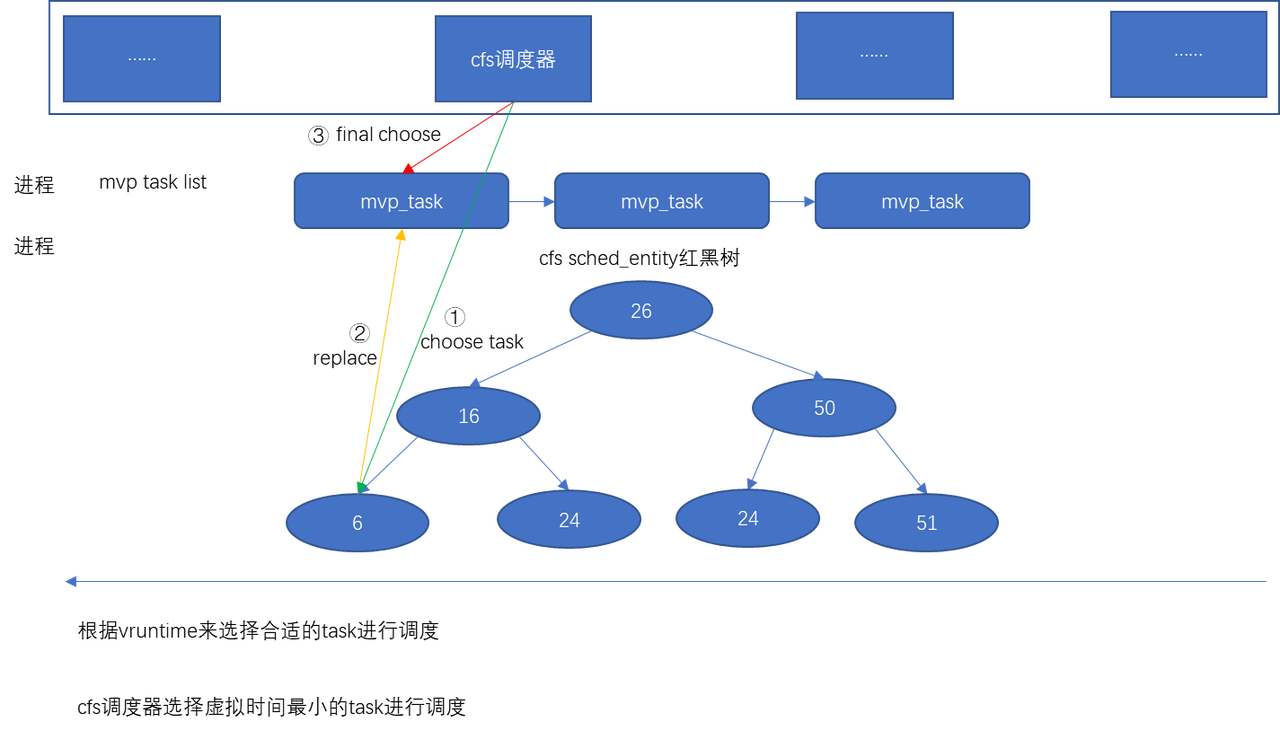 ……
cfs调度器
……
……
③ final choose
进程
mvp task list
mvp_task
mvp_task
mvp_task
进程
cfs sched_entity红黑树
26
①
choose task
②
replace
16
50
6
24
24
51
根据vruntime来选择合适的task进行调度
cfs调度器选择虚拟时间最小的task进行调度